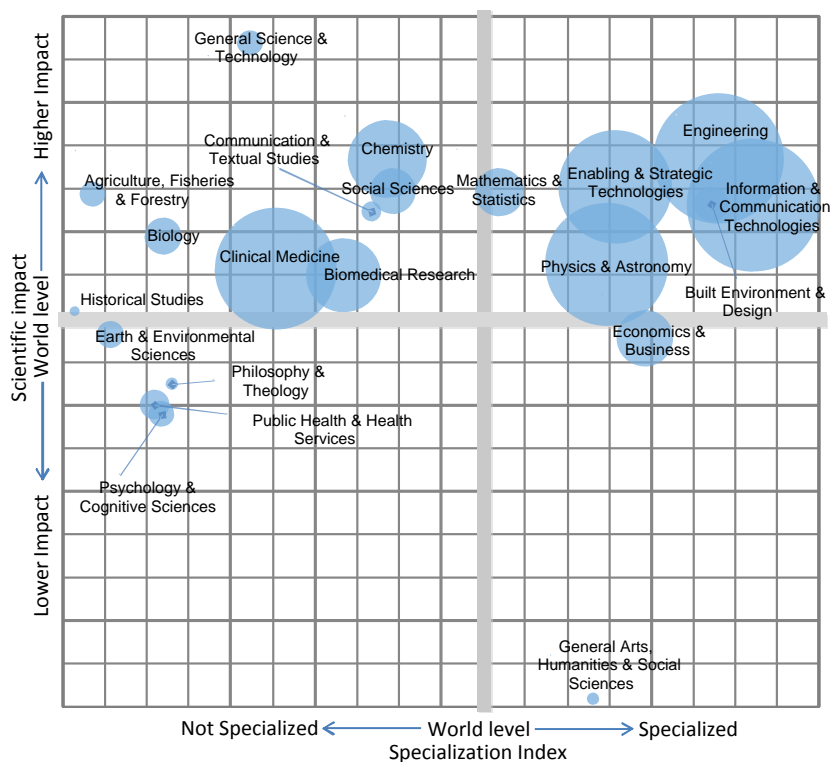 General Science &
Technology
Higher Impact
Engineering
Communication &
Textual Studies
Chemistry
Agriculture, Fisheries
& Forestry
Social Sciences
Mathematics &
Statistics
Enabling & Strategic
Technologies
Information &
Communication
Technologies
Biology
Clinical Medicine
Biomedical Research
Physics & Astronomy
Built Environment &
Design
Historical Studies
Scientific impact
World level
Earth & Environmental
Sciences
Economics &
Business
Philosophy &
Theology
Public Health & Health
Services
Psychology &
Cognitive Sciences
Lower Impact
General Arts,
Humanities & Social
Sciences
Not Specialized
World level
Specialized
Specialization Index